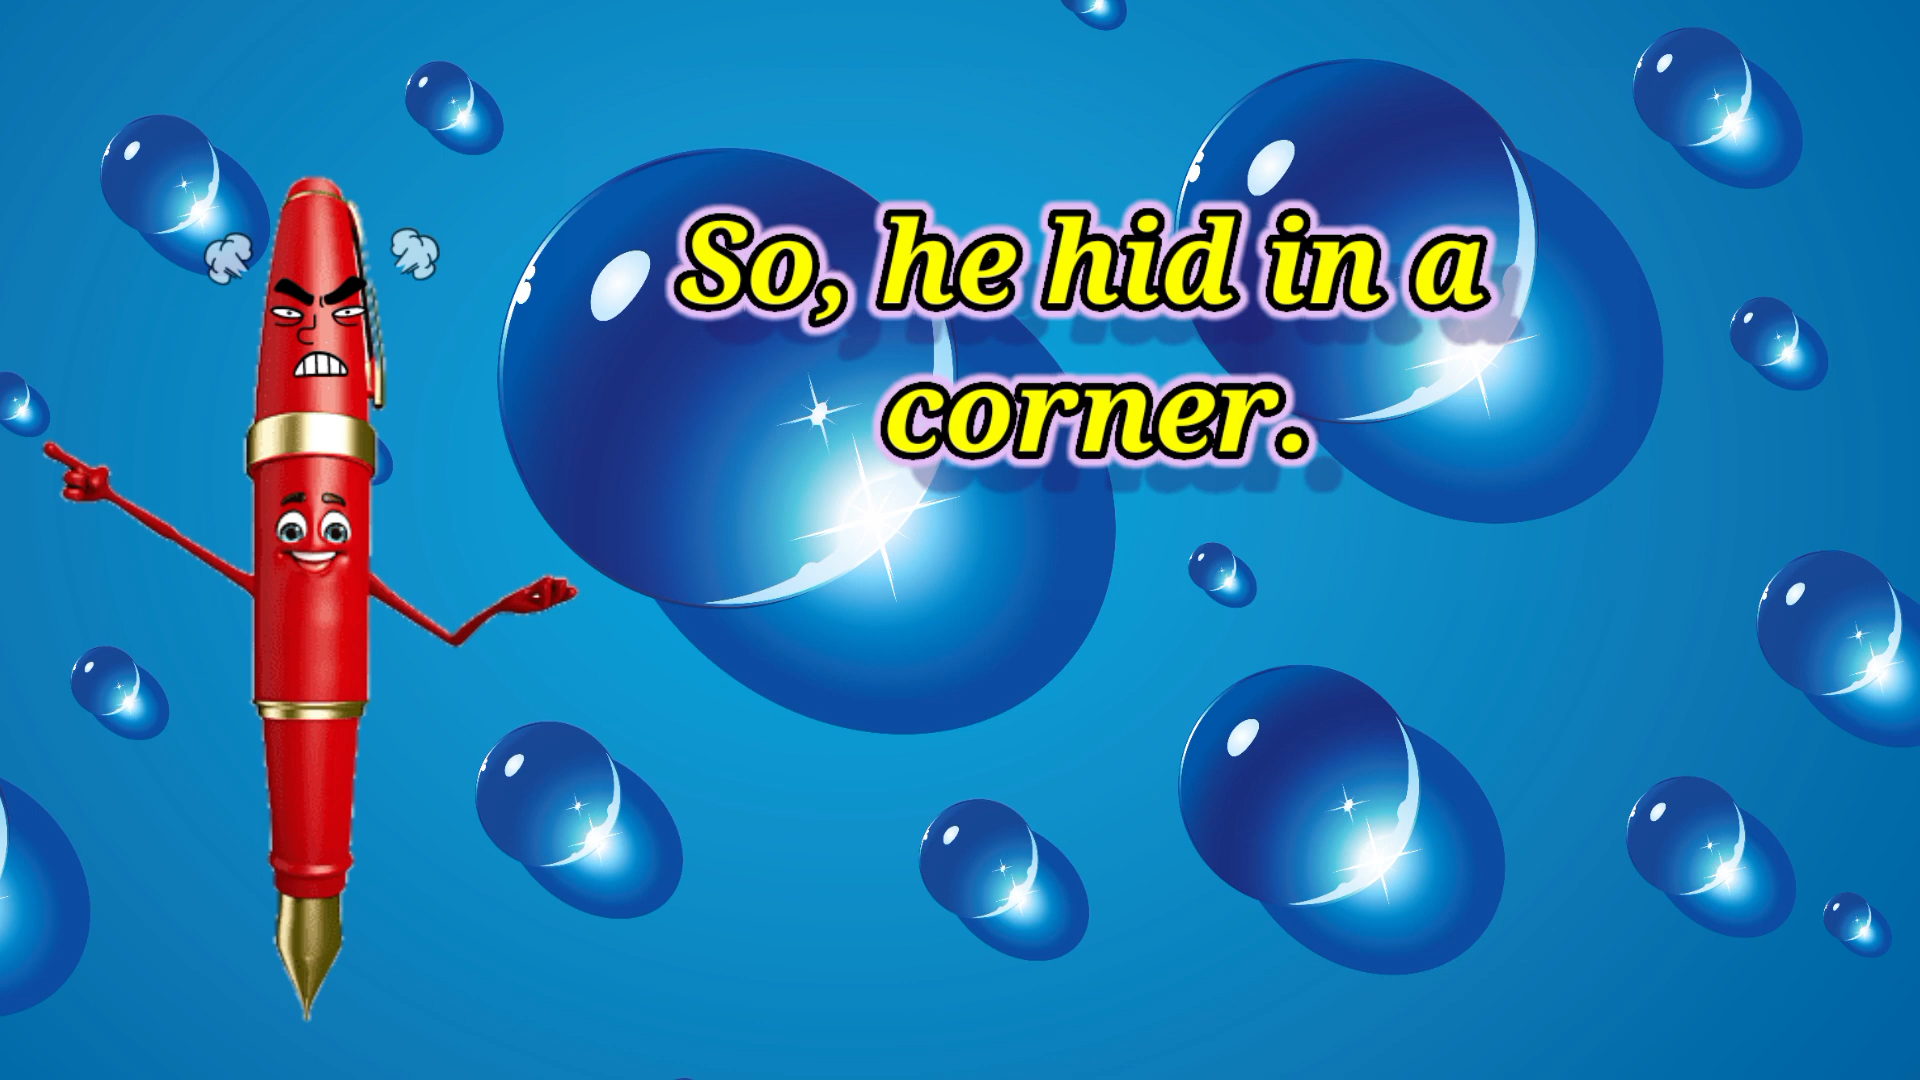 So, he hid in a
corner.